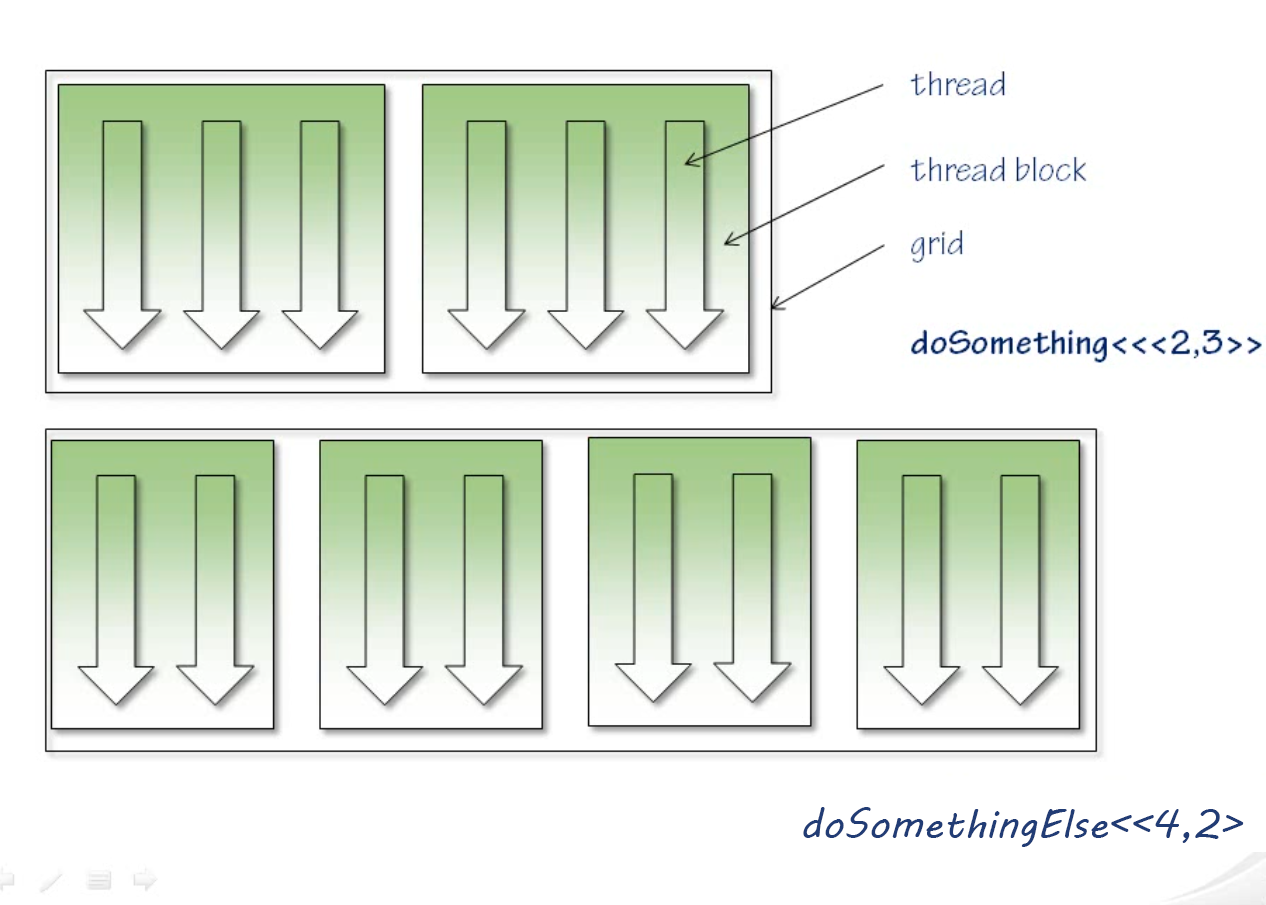 thread
thread block
grid
doSomething<<<2,3>>
doSomethingElse<<4,2>